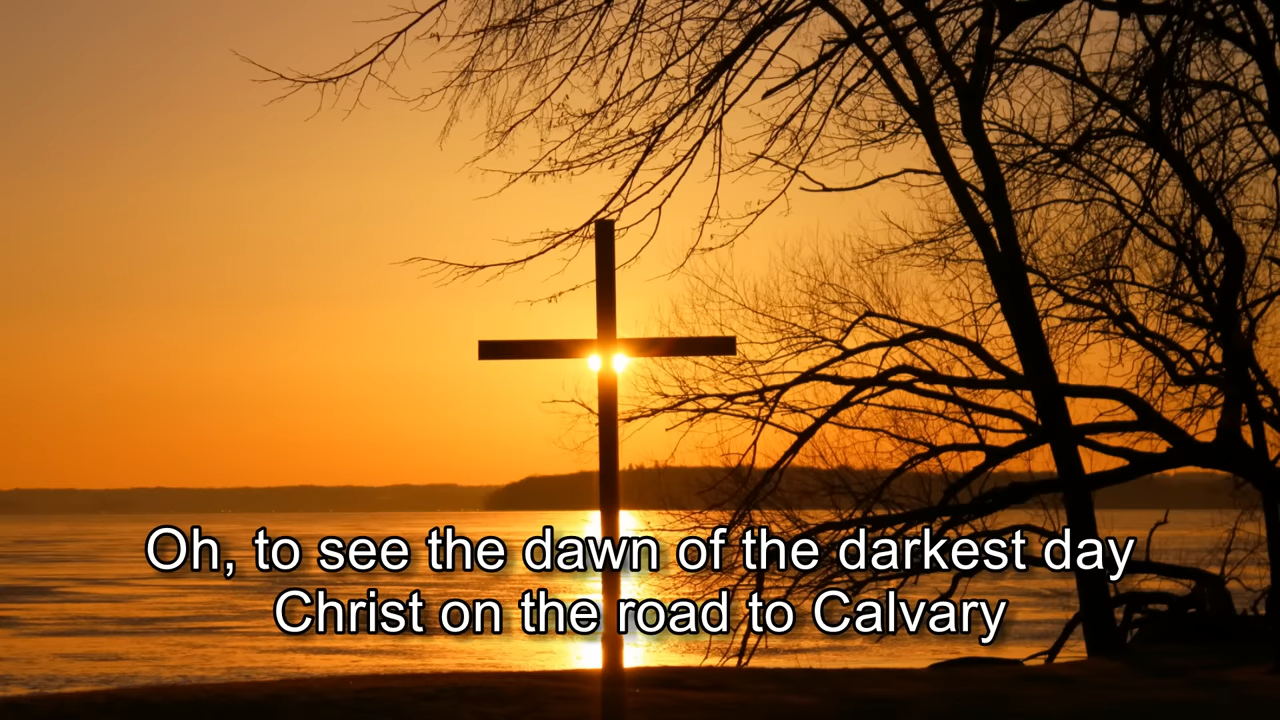 Oh, to see the dawn of the darkest day
Christ on the road to Calvary